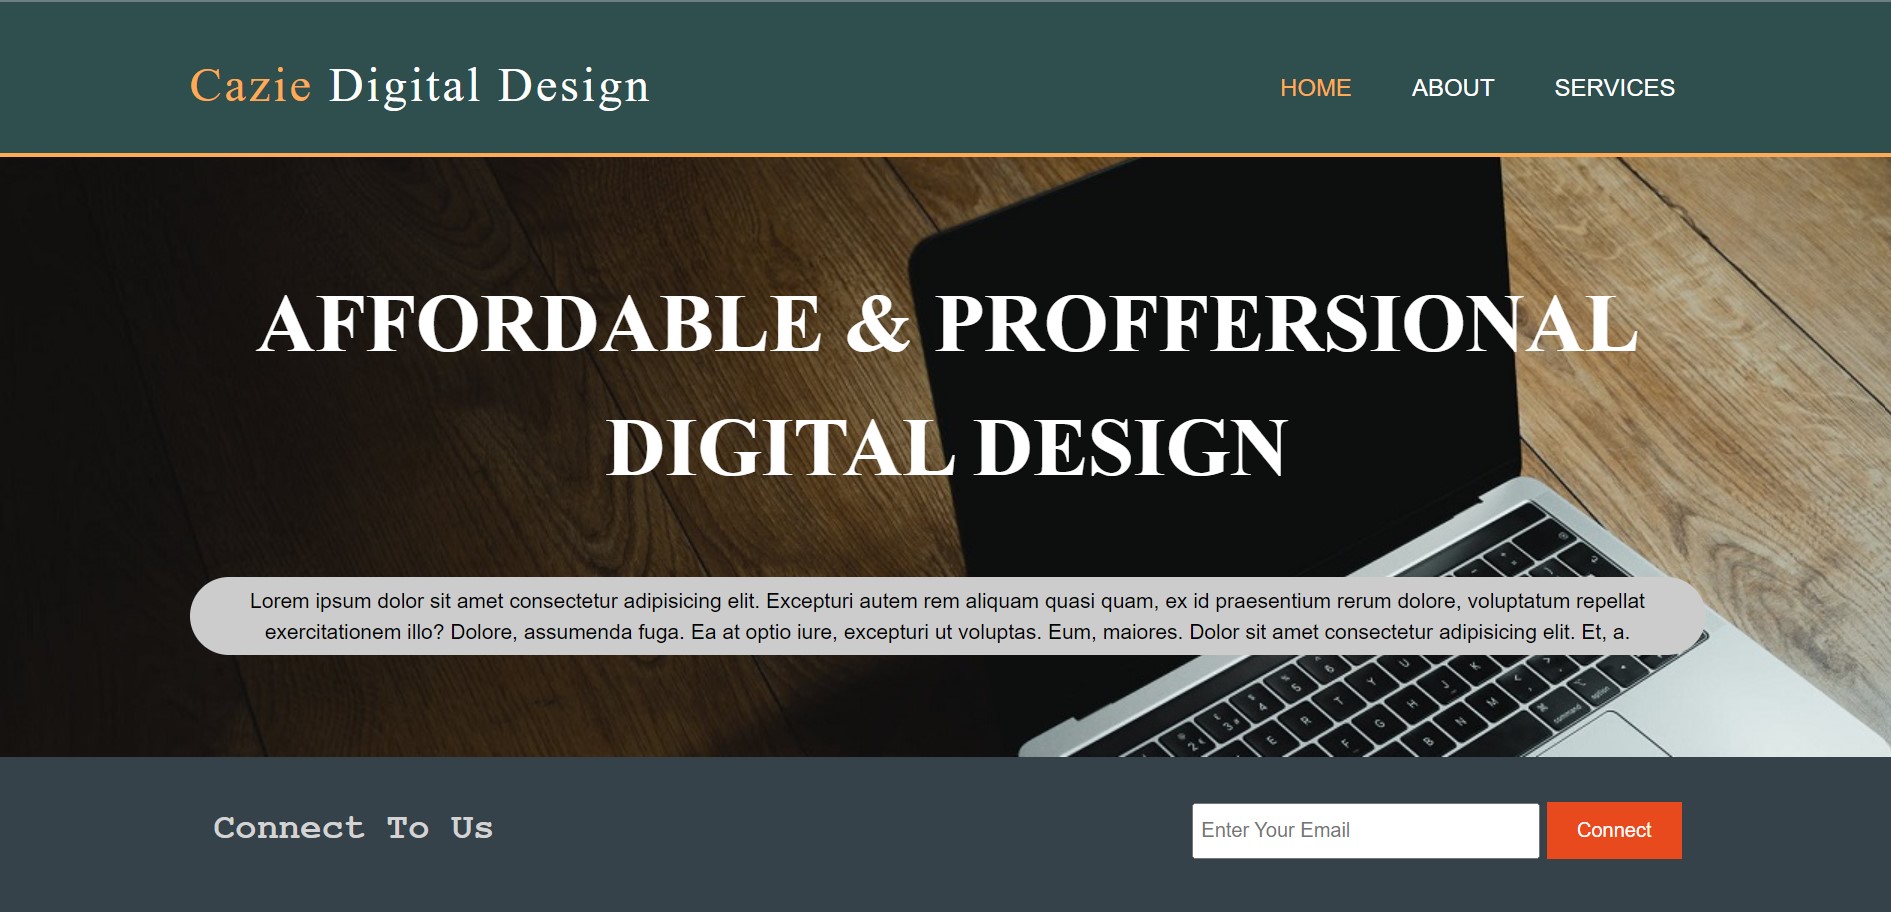 Cazie Digital Design
HOME ABOUT SERVICES
AFFORDABLE & PROFFERSIONAL
DIGITAL DESIGN
Lorem ipsum dolor sit amet consectetur adipisicing elit. Excepturi autem rem aliquam quasi quam, ex id praesentium rerum dolore, voluptatum repellat
exercitationem illo? Dolore, assumenda fuga. Ea at optio iure, excepturi ut voluptas. Eum, maiores. Dolor sit amet consectetur adipisicing elit. Et, a.
Connect To Us
Enter Your Email
Connect